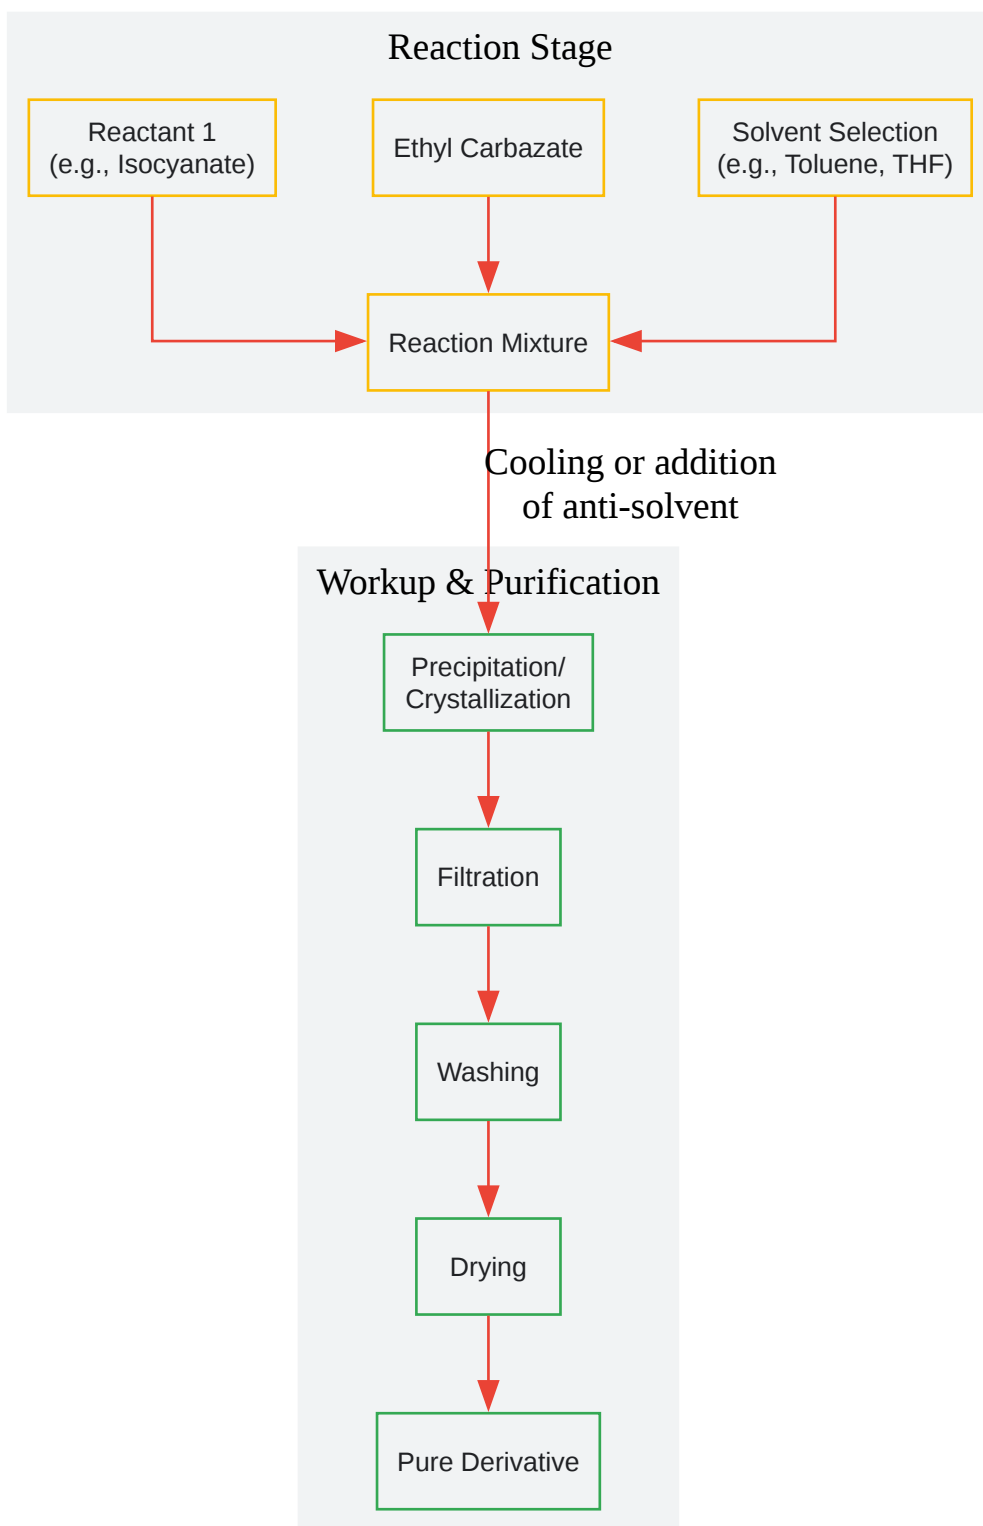 Reaction Stage
Reactant 1
(e.g., Isocyanate)
Ethyl Carbazate
Solvent Selection
(e.g., Toluene, THF)
Reaction Mixture
Cooling or addition
of anti-solvent
Workup & Purification
Precipitation/
Crystallization
Filtration
Washing
Drying
Pure Derivative